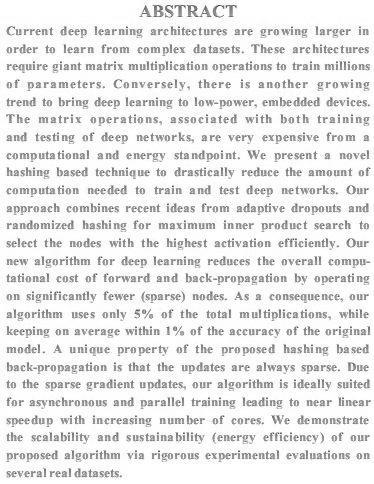 ABSTRACT
Current deep learning architectures are growing larger in
order to learn from complex datasets. These architectures
require giant matrix multiplication operations to train millions
of parameters. Conversely, there is another growing
trend to bring deep learning to low-power, embedded devices.
The matrix operations, associated with both training
and testing of deep networks, are very expensive from a
computational and energy standpoint. We present a novel
hashing based technique to drastically reduce the amount of
computation needed to train and test deep networks. Our
approach combines recent ideas from adaptive dropouts and
randomized hashing for maximum inner product search to
select the nodes with the highest activation efficiently. Our
new algorithm for deep learning reduces the overall compu-
tational cost of forward and back-propagation by operating
on significantly fewer (sparse) nodes. As a consequence, our
algorithm uses only 5% of the total multiplications, while
keeping on average within 1% of the accuracy of the original
model. A unique property of the proposed hashing based
back-propagation is that the updates are always sparse. Due
to the sparse gradient updates, our algorithm is ideally suited
for asynchronous and parallel training leading to near linear
speedup with increasing number of cores. We demonstrate
the scalability and sustainability (energy efficiency) of our
proposed algorithm via rigorous experimental evaluations on
several real datasets.